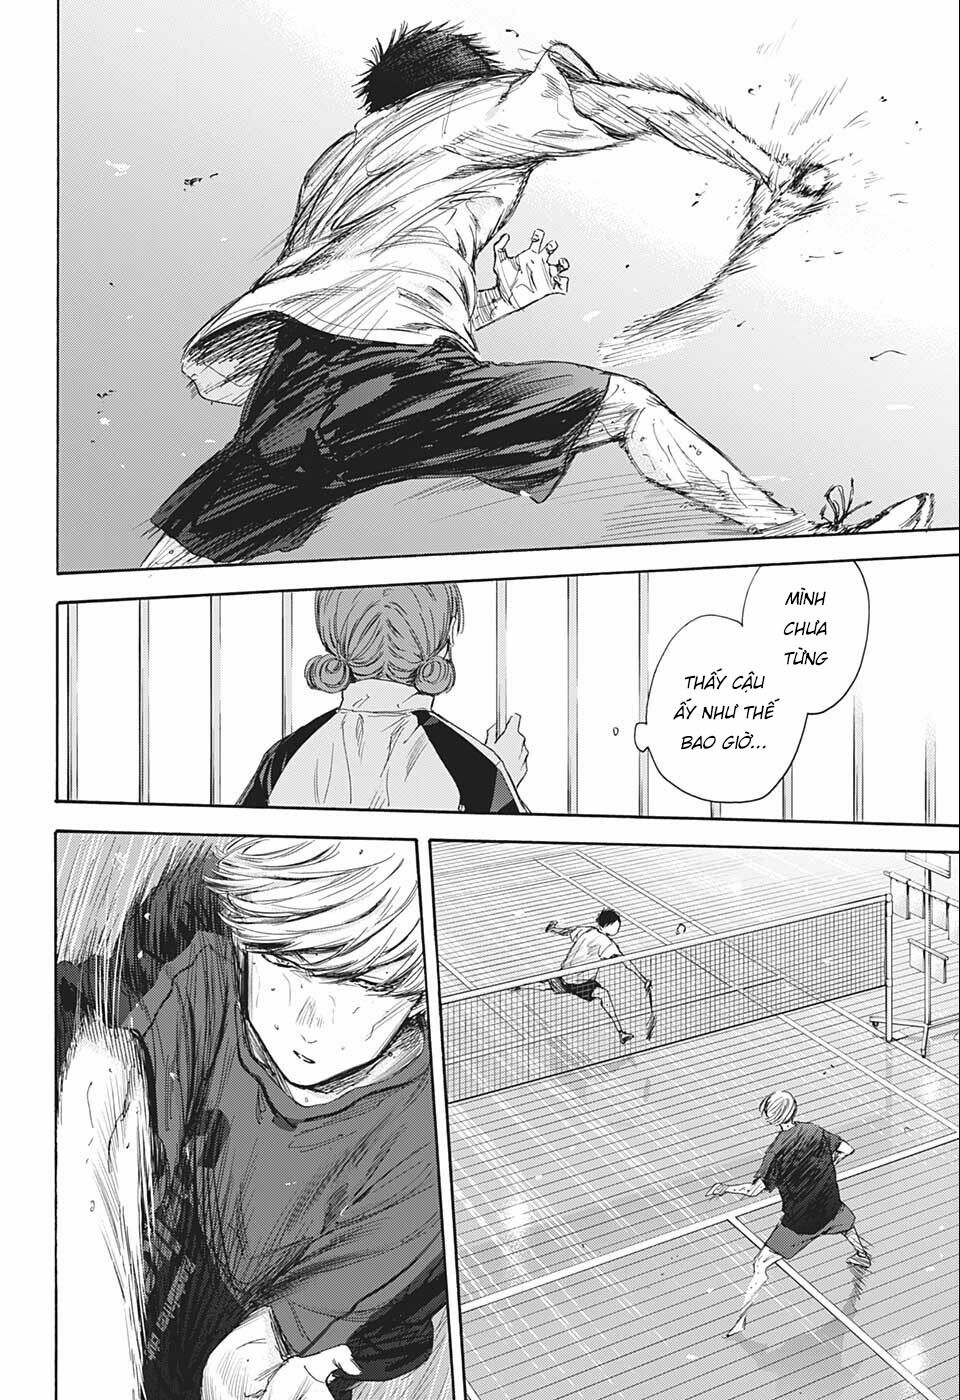 MÌNH
CHƯA
TỪNG
THẤY CẬU
ẤY NHƯ THẾ
BAO GIỜ...